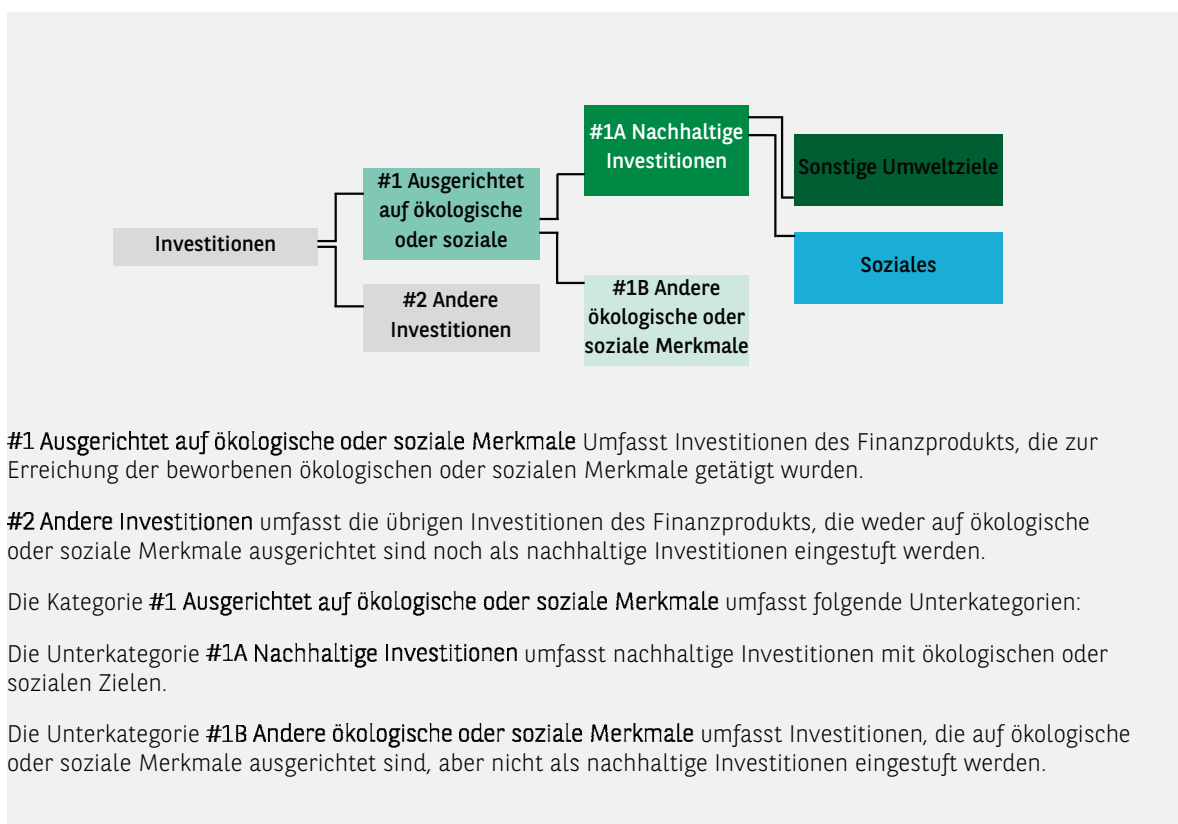 #1A Nachhaltige
Investitionen
Sonstige Umweltziele
#1 Ausgerichtet
auf ökologische
oder soziale
Investitionen
Soziales
#2 Andere
Investitionen
#1B Andere
ökologische oder
soziale Merkmale
#1 Ausgerichtet auf ökologische oder soziale Merkmale Umfasst Investitionen des Finanzprodukts, die zur
Erreichung der beworbenen ökologischen oder sozialen Merkmale getätigt wurden.
#2 Andere Investitionen umfasst die übrigen Investitionen des Finanzprodukts, die weder auf ökologische
oder soziale Merkmale ausgerichtet sind noch als nachhaltige Investitionen eingestuft werden.
Die Kategorie #1 Ausgerichtet auf ökologische oder soziale Merkmale umfasst folgende Unterkategorien:
Die Unterkategorie #1A Nachhaltige Investitionen umfasst nachhaltige Investitionen mit ökologischen oder
sozialen Zielen.
Die Unterkategorie #1B Andere ökologische oder soziale Merkmale umfasst Investitionen, die auf ökologische
oder soziale Merkmale ausgerichtet sind, aber nicht als nachhaltige Investitionen eingestuft werden.